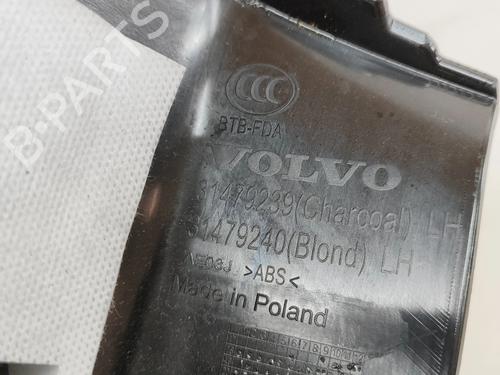 B-PARTS
CCC
BTB-FDA
VOLVO
31479239(Charcoal) LH
31479240(Blond) LH
>ABS<
Made in Poland